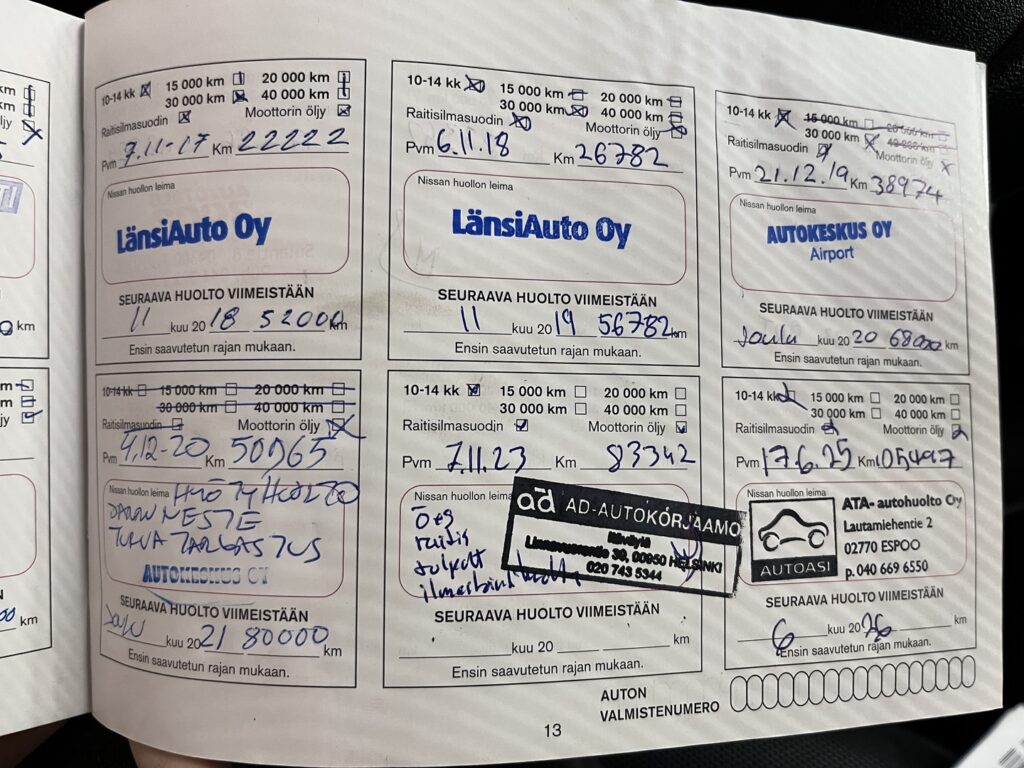 10-14 kk 15 000 km 20 000 km
30 000 km 40 000 km
Raitisilmasuodin Moottorin öljy
Pvm 7.11-17 Km 22222
Nissan huollon leima
LänsiAuto Oy
SEURAAVA HUOLTO VIIMEISTÄÄN
11 kuu 2018 52000 km
Ensin saavutetun rajan mukaan.
10-14 kk 15 000 km 20 000 km
30 000 km 40 000 km
Raitisilmasuodin Moottorin öljy
Pvm 6.11.18 Km 26782
Nissan huollon leima
LänsiAuto Oy
SEURAAVA HUOLTO VIIMEISTÄÄN
11 kuu 2019 56782 km
Ensin saavutetun rajan mukaan.
10-14 kk 15 000 km 20 000 km
30 000 km 40 000 km
Raitisilmasuodin Moottorin öljy
Pvm 21.12.19 Km 38974
Nissan huollon leima
AUTOKESKUS OY
Airport
SEURAAVA HUOLTO VIIMEISTÄÄN
Joulu kuu 2020 68000 km
Ensin saavutetun rajan mukaan.
10-14 kk 15 000 km 20 000 km
30 000 km 40 000 km
Raitisilmasuodin Moottorin öljy
Pvm 4.12-20 Km 50965
Nissan huollon leima
NESTE
AUTOKESKUS OY
SEURAAVA HUOLTO VIIMEISTÄÄN
kuu 2021 80000 km
Ensin saavutetun rajan mukaan.
10-14 kk 15 000 km 20 000 km
30 000 km 40 000 km
Raitisilmasuodin Moottorin öljy
Pvm 7.11.23 Km 83342
Nissan huollon leima
ö+s
raitis
ad AD-AUTOKORJAAMO
00950 HELSINKI
020 743 5344
SEURAAVA HUOLTO VIIMEISTÄÄN
kuu 20 km
Ensin saavutetun rajan mukaan.
10-14 kk 15 000 km 20 000 km
30 000 km 40 000 km
Raitisilmasuodin Moottorin öljy
Pvm 17.6.25 Km 105497
Nissan huollon leima
ATA- autohuolto Oy
Lautamiehentie 2
02770 ESPOO
p. 040 669 6550
AUTOASI
SEURAAVA HUOLTO VIIMEISTÄÄN
6 kuu 2026 km
Ensin saavutetun rajan mukaan.
AUTON
VALMISTENUMERO
13